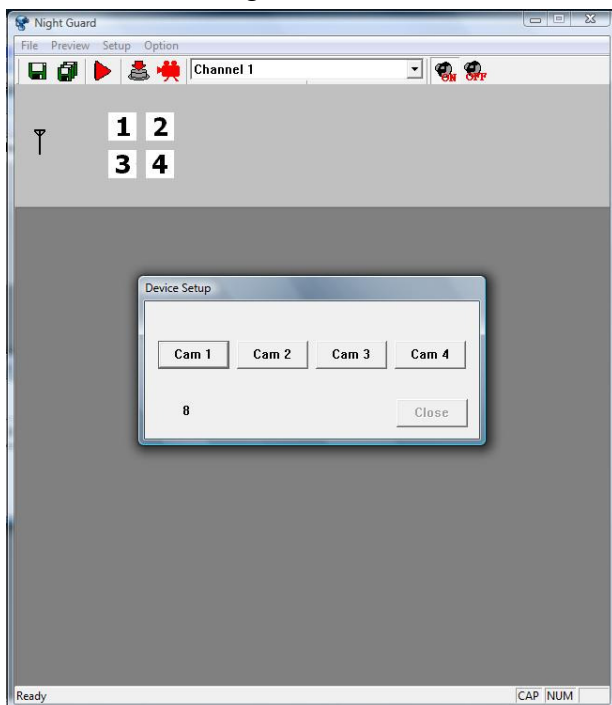 Night Guard
File Preview Setup Option
Channel 1 ON OFF
1 2
3 4
Device Setup
Cam 1 Cam 2 Cam 3 Cam 4
8 Close
Ready CAP NUM